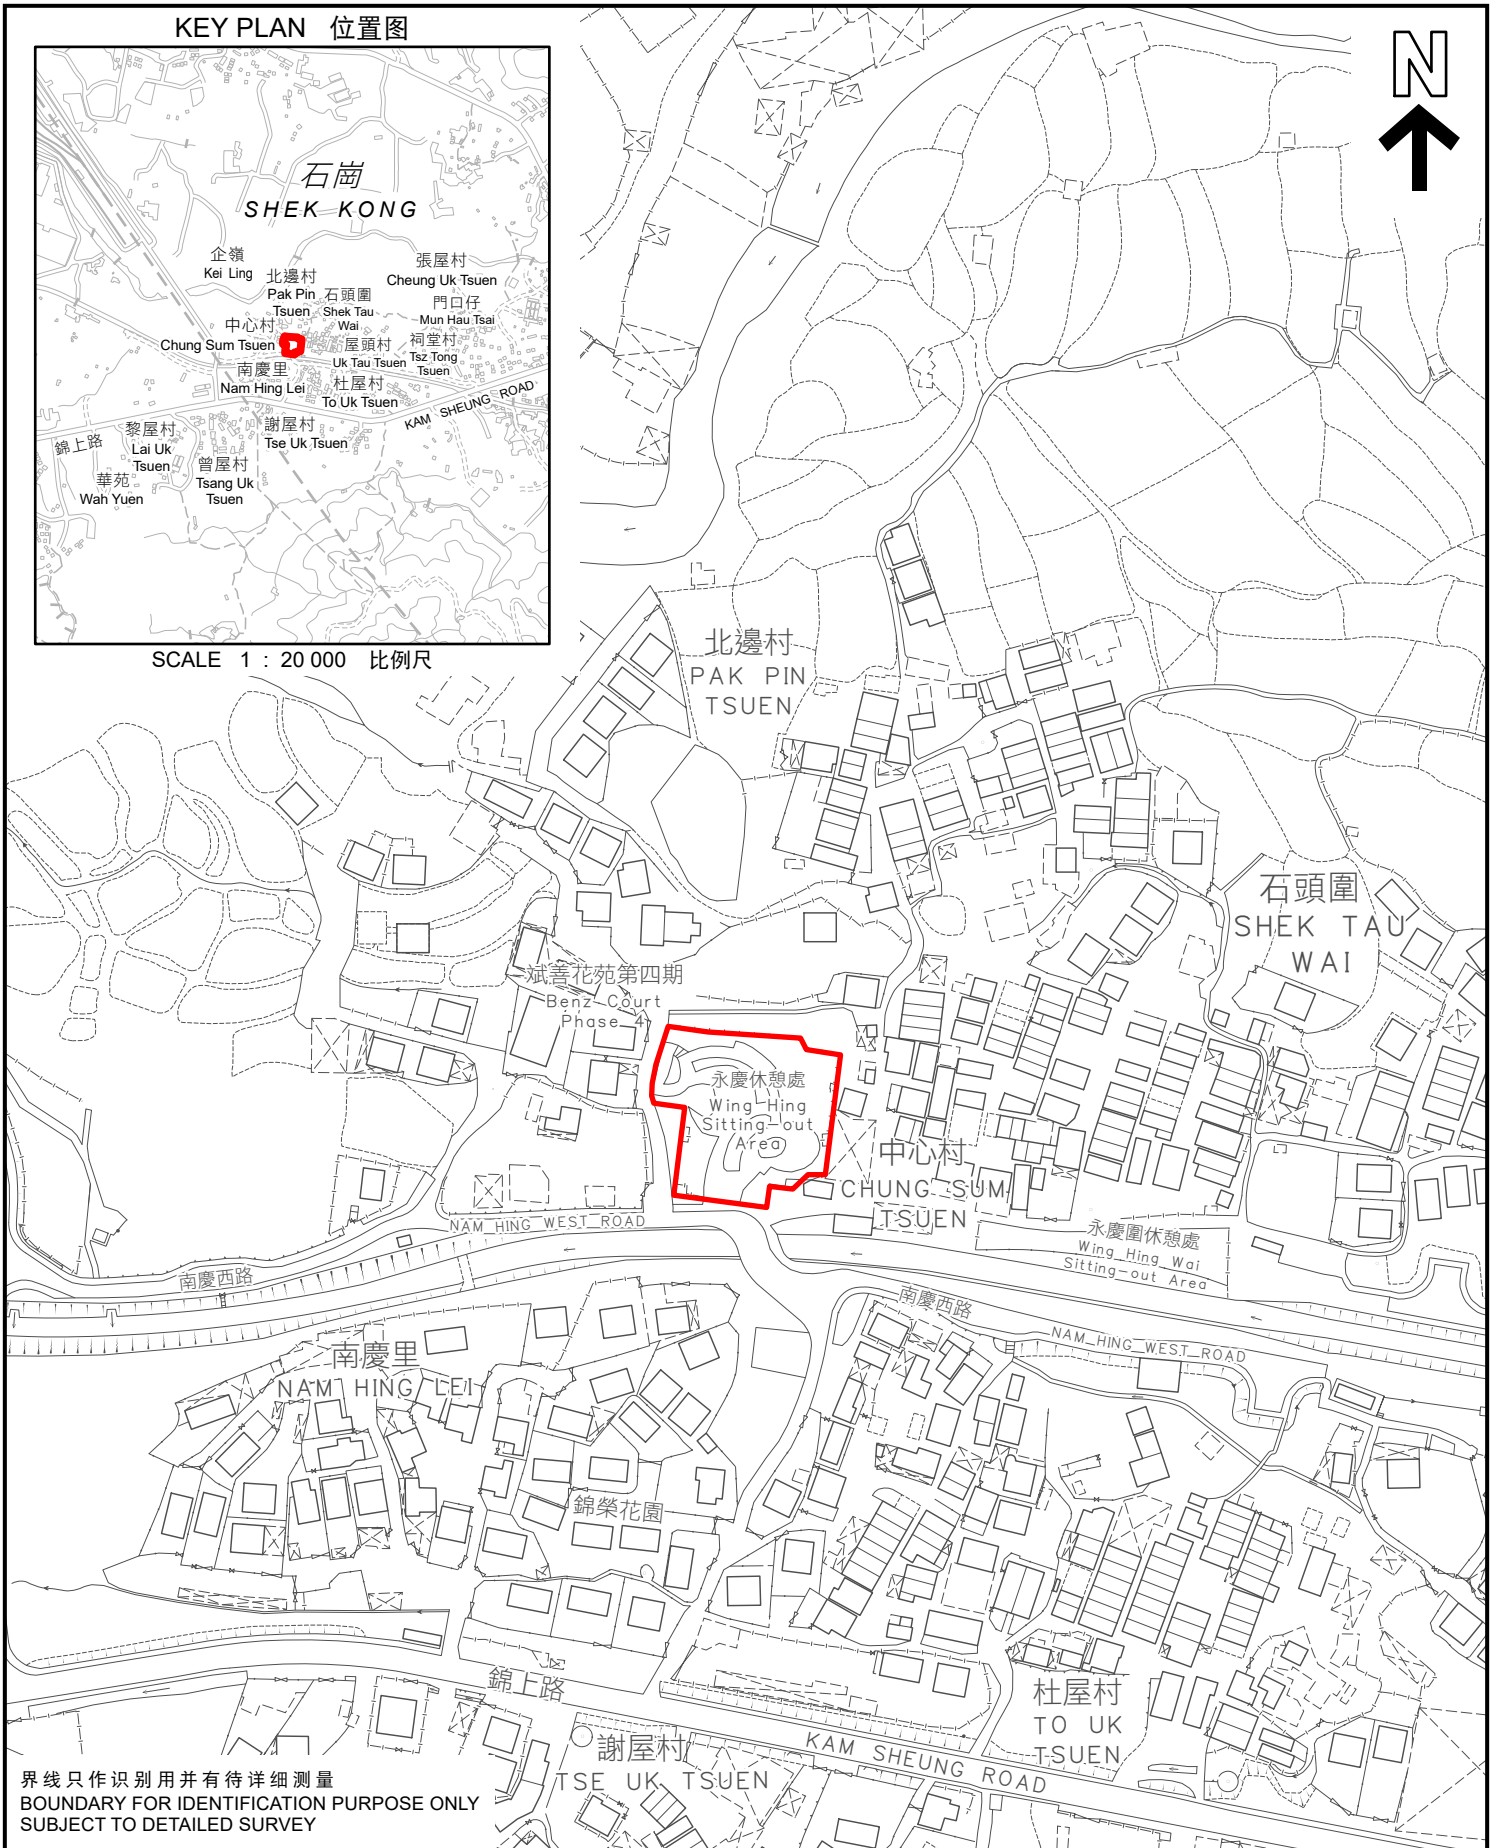 KEY PLAN 位置图
N
石崗
SHEK KONG
企嶺
Kei Ling
北邊村
Pak Pin
Tsuen
石頭圍
Shek Tau
Wai
張屋村
Cheung Uk Tsuen
門口仔
Mun Hau Tsai
中心村
Chung Sum Tsuen
屋頭村
Uk Tau Tsuen
祠堂村
Tsz Tong
Tsuen
南慶里
Nam Hing Lei
杜屋村
To Uk Tsuen
KAM SHEUNG ROAD
錦上路
黎屋村
Lai Uk
Tsuen
謝屋村
Tse Uk Tsuen
華苑
Wah Yuen
曾屋村
Tsang Uk
Tsuen
SCALE 1 : 20 000 比例尺
北邊村
PAK PIN
TSUEN
石頭圍
SHEK TAU
WAI
斌善花苑第四期
Benz Court
Phase 4
永慶休憩處
Wing Hing
Sitting-out
Area
中心村
CHUNG SUM
TSUEN
永慶圍休憩處
Wing Hing Wai
Sitting-out Area
NAM HING WEST ROAD
南慶西路
南慶西路
NAM HING WEST ROAD
南慶里
NAM HING LEI
錦榮花園
錦上路
KAM SHEUNG ROAD
杜屋村
TO UK
TSUEN
謝屋村
TSE UK TSUEN
界线只作识别用并有待详细测量
BOUNDARY FOR IDENTIFICATION PURPOSE ONLY
SUBJECT TO DETAILED SURVEY